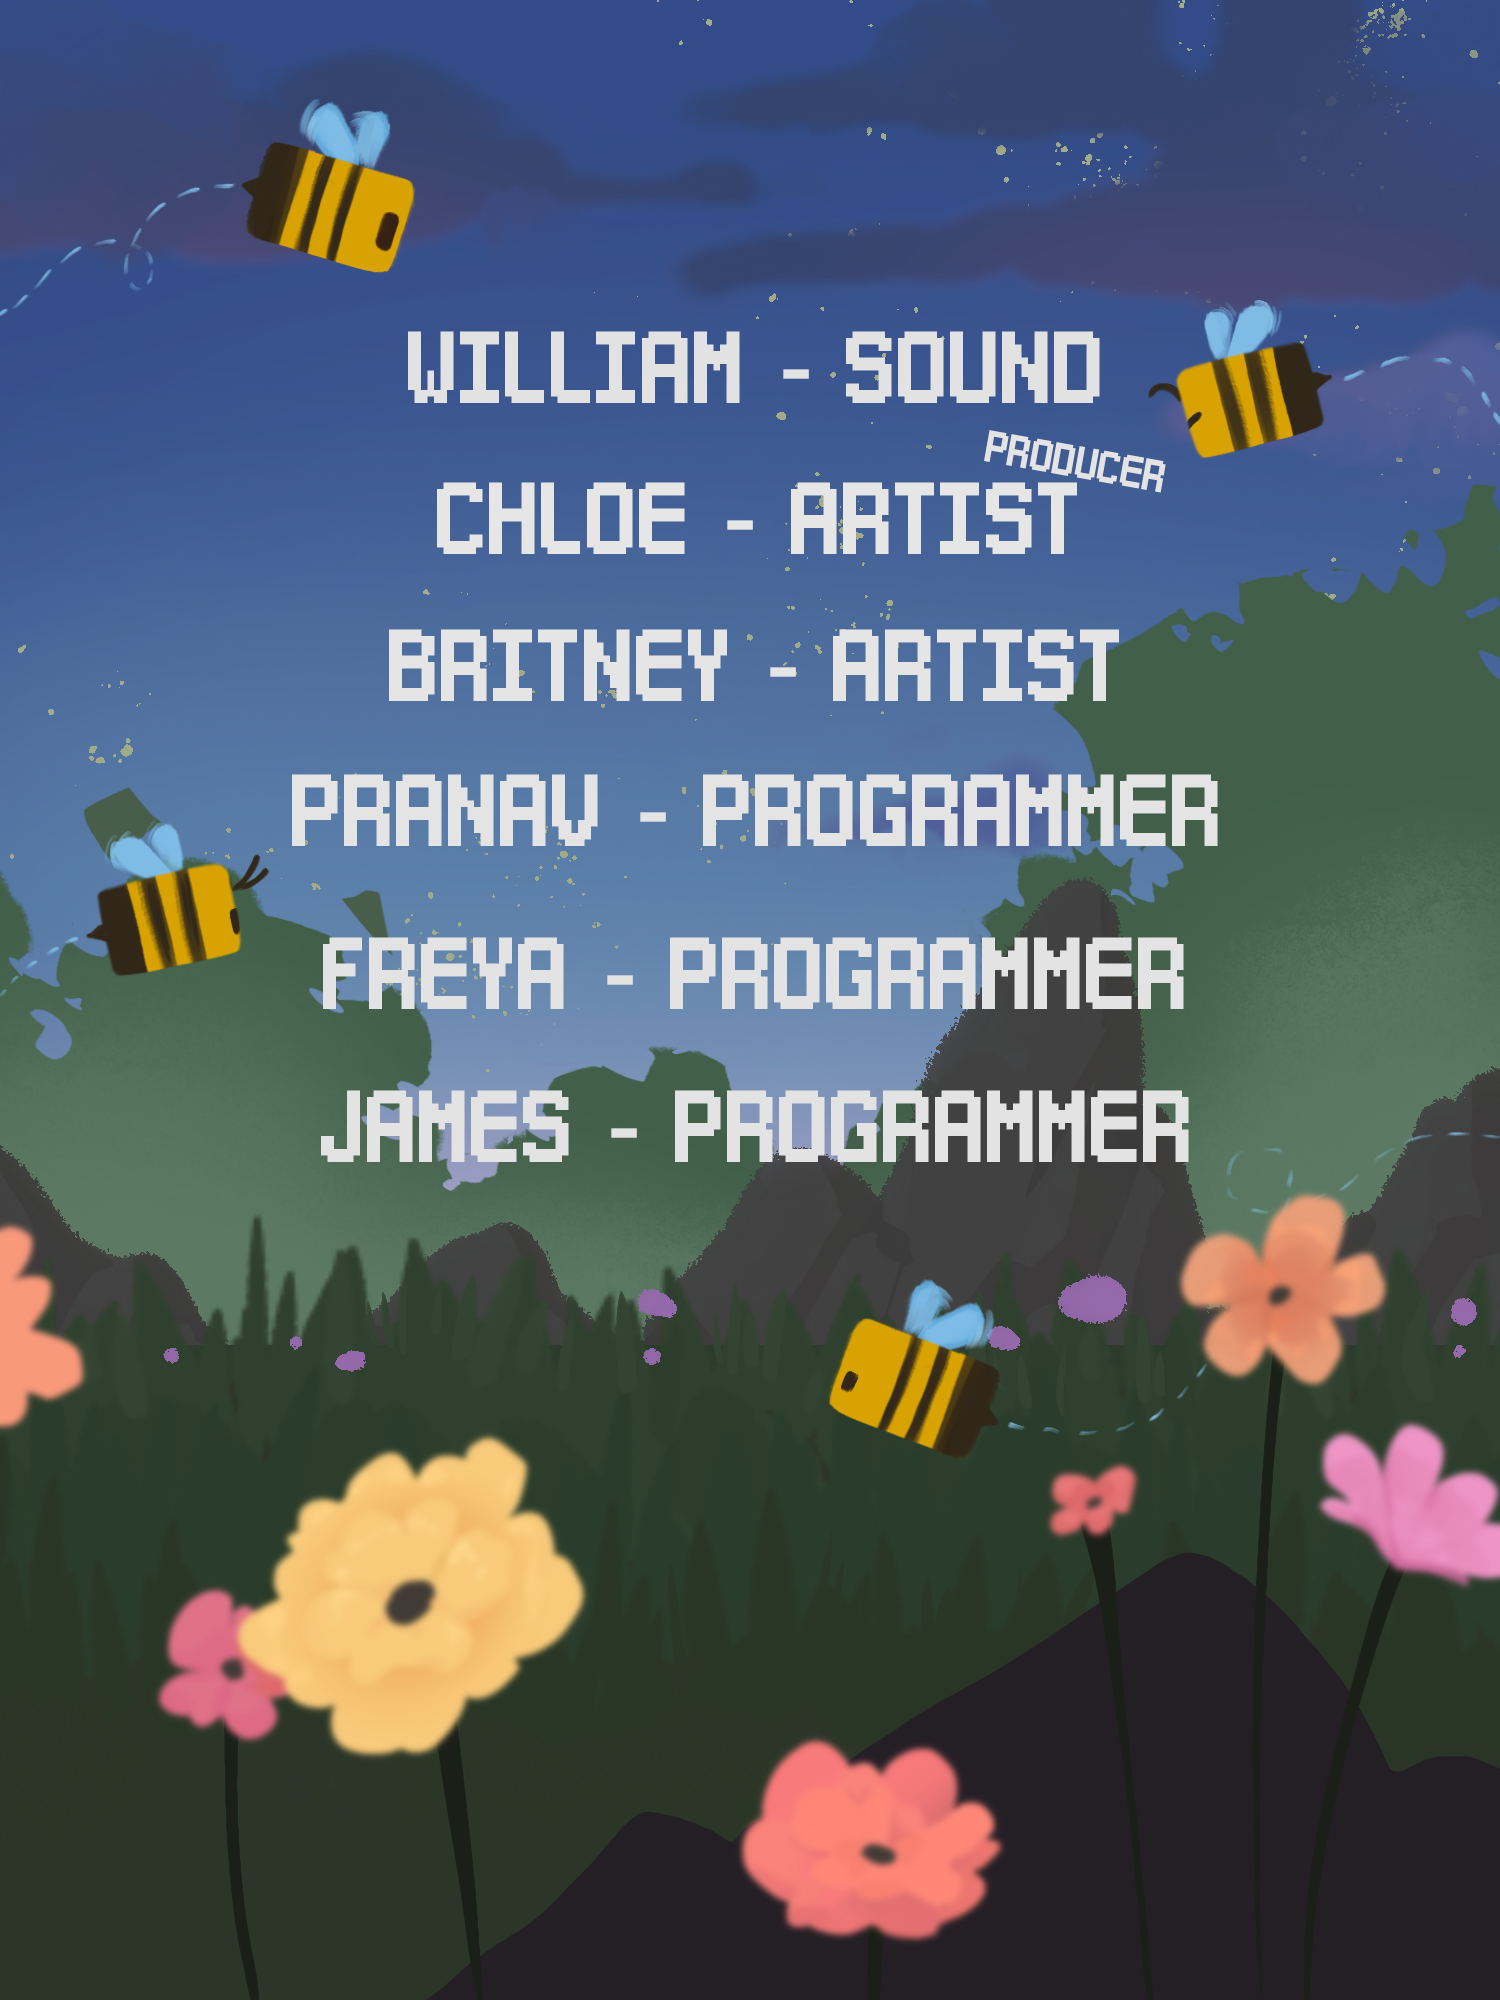 WILLIAM - SOUND
PRODUCER
CHLOE - ARTIST
BRITNEY - ARTIST
PRANAV - PROGRAMMER
FREYA - PROGRAMMER
JAMES - PROGRAMMER